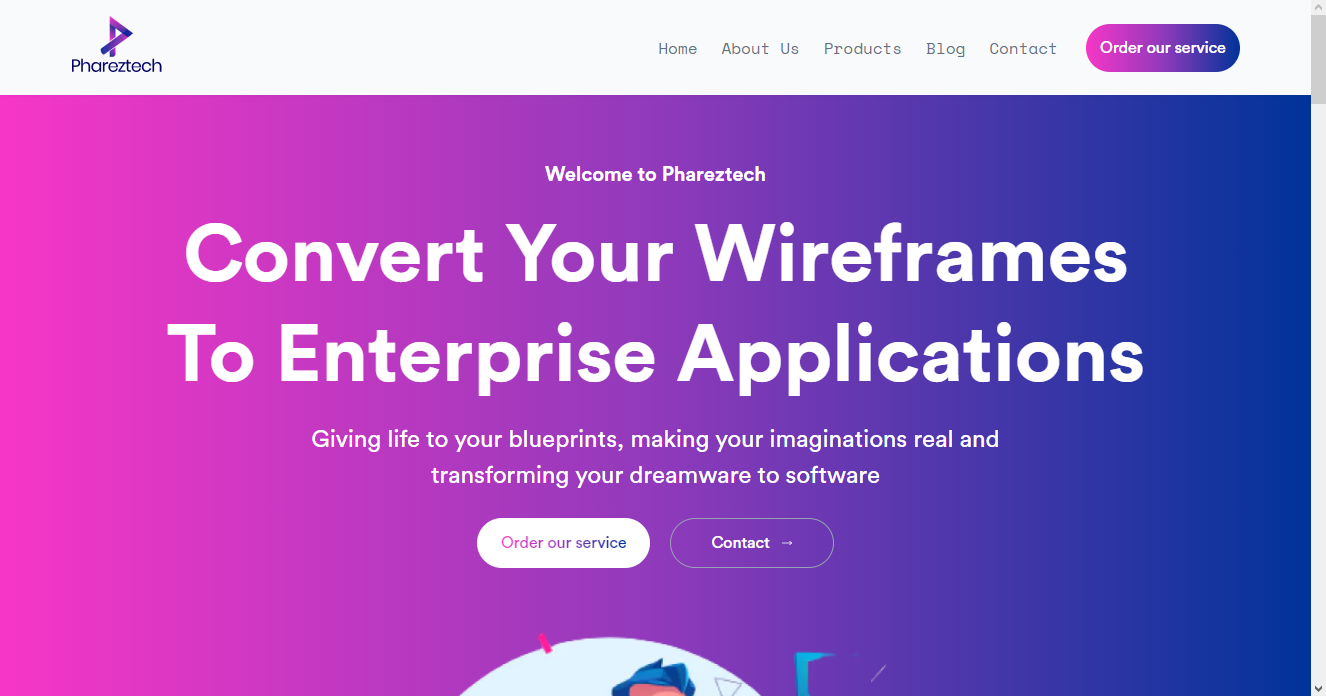 Phareztech
Home About Us Products Blog Contact Order our service
Welcome to Phareztech
Convert Your Wireframes
To Enterprise Applications
Giving life to your blueprints, making your imaginations real and
transforming your dreamware to software
Order our service Contact →